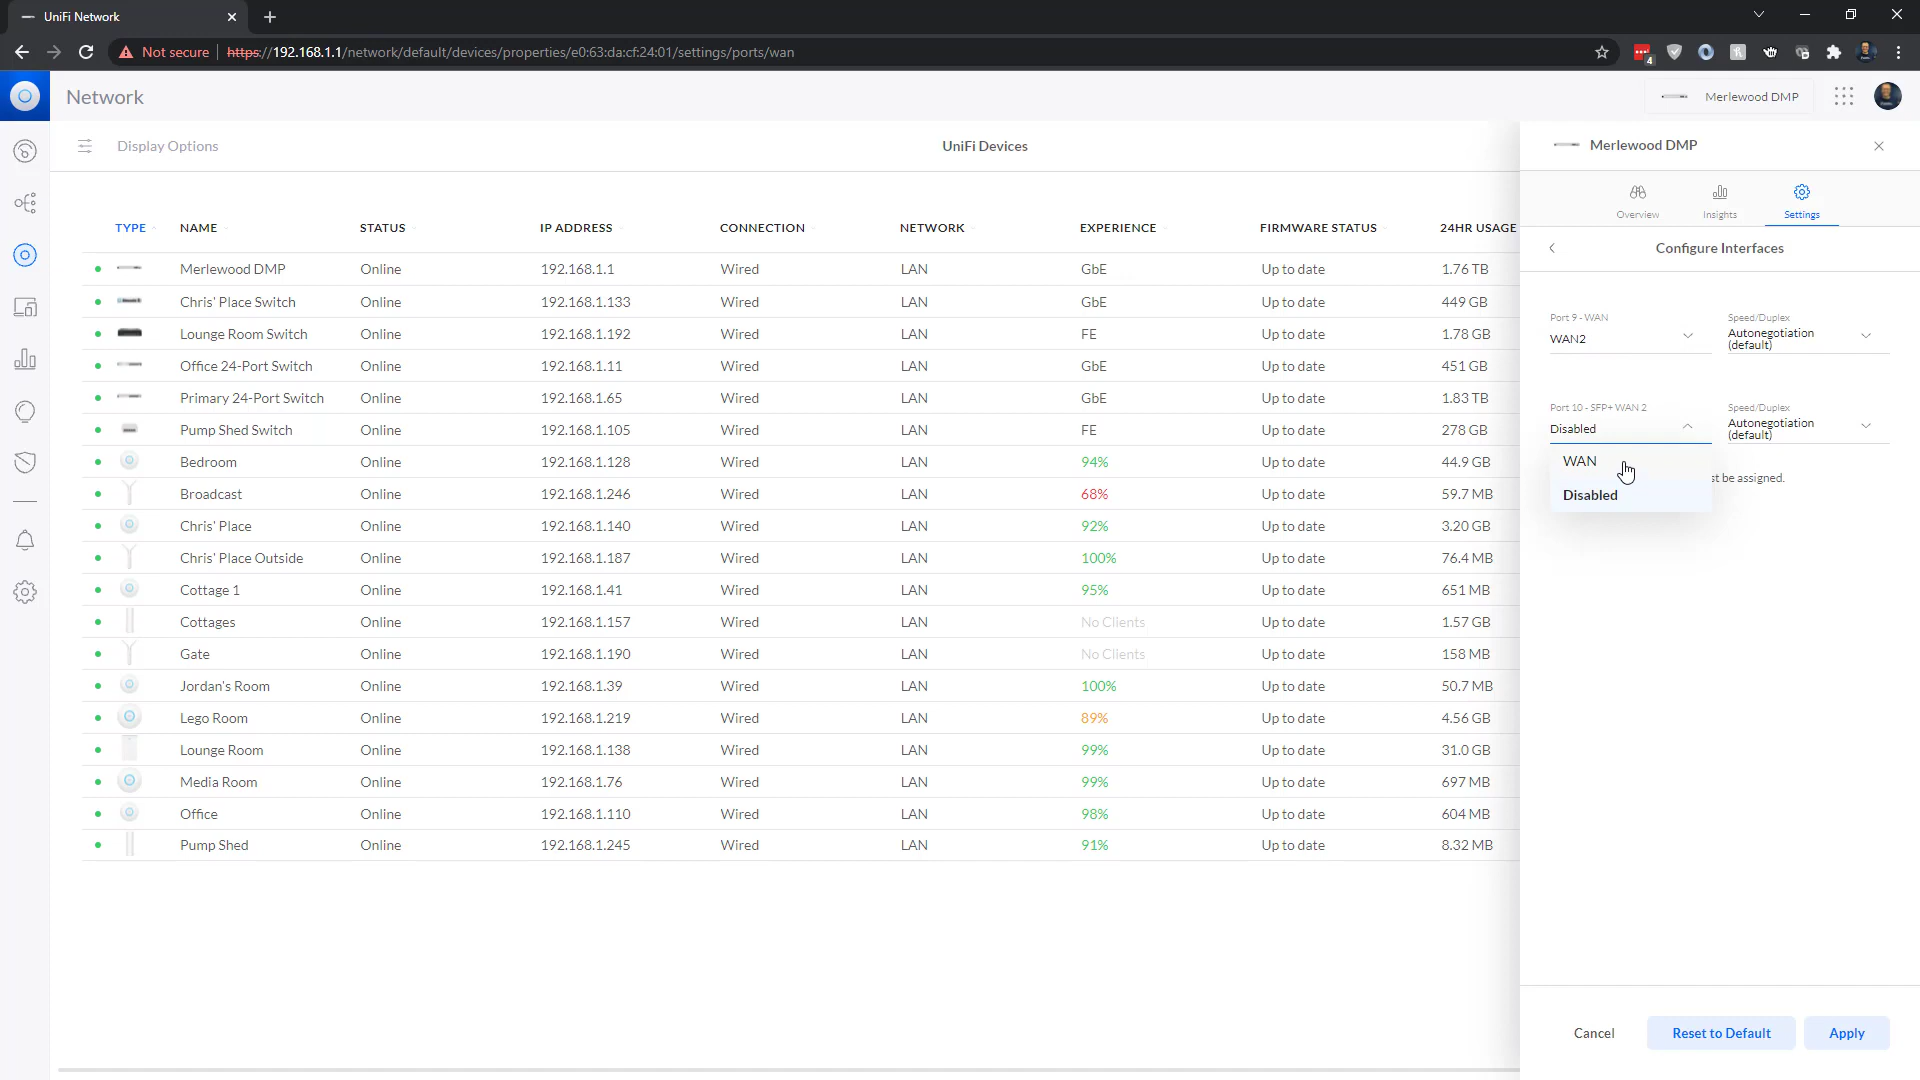 UniFi Network
Not secure https://192.168.1.1/network/default/devices/properties/e0:63:da:cf:24:01/settings/ports/wan
4
Network
Merlewood DMP
Display Options
UniFi Devices
TYPE NAME STATUS IP ADDRESS CONNECTION NETWORK EXPERIENCE FIRMWARE STATUS 24HR USAGE
Merlewood DMP Online 192.168.1.1 Wired LAN GbE Up to date 1.76 TB
Chris' Place Switch Online 192.168.1.133 Wired LAN GbE Up to date 449 GB
Lounge Room Switch Online 192.168.1.192 Wired LAN FE Up to date 1.78 GB
Office 24-Port Switch Online 192.168.1.11 Wired LAN GbE Up to date 451 GB
Primary 24-Port Switch Online 192.168.1.65 Wired LAN GbE Up to date 1.83 TB
Pump Shed Switch Online 192.168.1.105 Wired LAN FE Up to date 278 GB
Bedroom Online 192.168.1.128 Wired LAN 94% Up to date 44.9 GB
Broadcast Online 192.168.1.246 Wired LAN 68% Up to date 59.7 MB
Chris' Place Online 192.168.1.140 Wired LAN 92% Up to date 3.20 GB
Chris' Place Outside Online 192.168.1.187 Wired LAN 100% Up to date 76.4 MB
Cottage 1 Online 192.168.1.41 Wired LAN 95% Up to date 651 MB
Cottages Online 192.168.1.157 Wired LAN No Clients Up to date 1.57 GB
Gate Online 192.168.1.190 Wired LAN No Clients Up to date 158 MB
Jordan's Room Online 192.168.1.39 Wired LAN 100% Up to date 50.7 MB
Lego Room Online 192.168.1.219 Wired LAN 89% Up to date 4.56 GB
Lounge Room Online 192.168.1.138 Wired LAN 99% Up to date 31.0 GB
Media Room Online 192.168.1.76 Wired LAN 99% Up to date 697 MB
Office Online 192.168.1.110 Wired LAN 98% Up to date 604 MB
Pump Shed Online 192.168.1.245 Wired LAN 91% Up to date 8.32 MB
Merlewood DMP
Overview Insights Settings
Configure Interfaces
Port 9 - WAN
WAN2
Speed/Duplex
Autonegotiation
(default)
Port 10 - SFP+ WAN 2
Disabled
Speed/Duplex
Autonegotiation
(default)
WAN
st be assigned.
Disabled
Cancel Reset to Default Apply